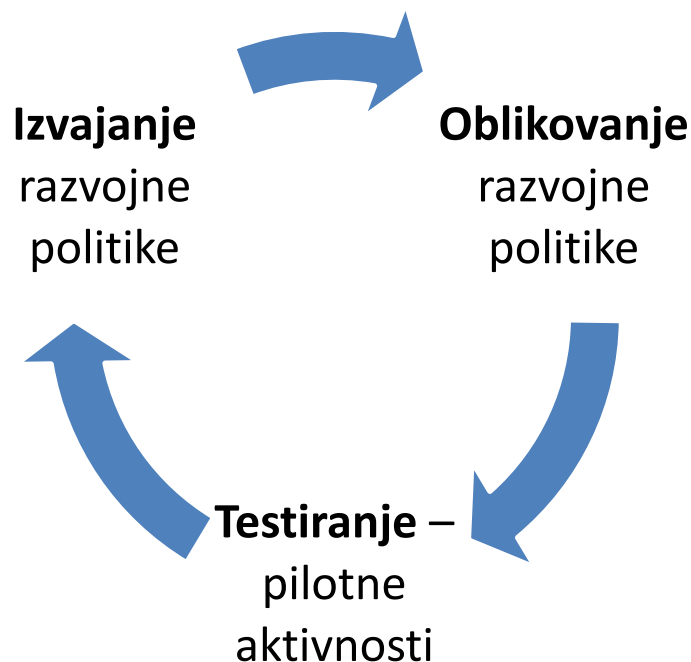 Izvajanje
razvojne
politike
Oblikovanje
razvojne
politike
Testiranje –
pilotne
aktivnosti